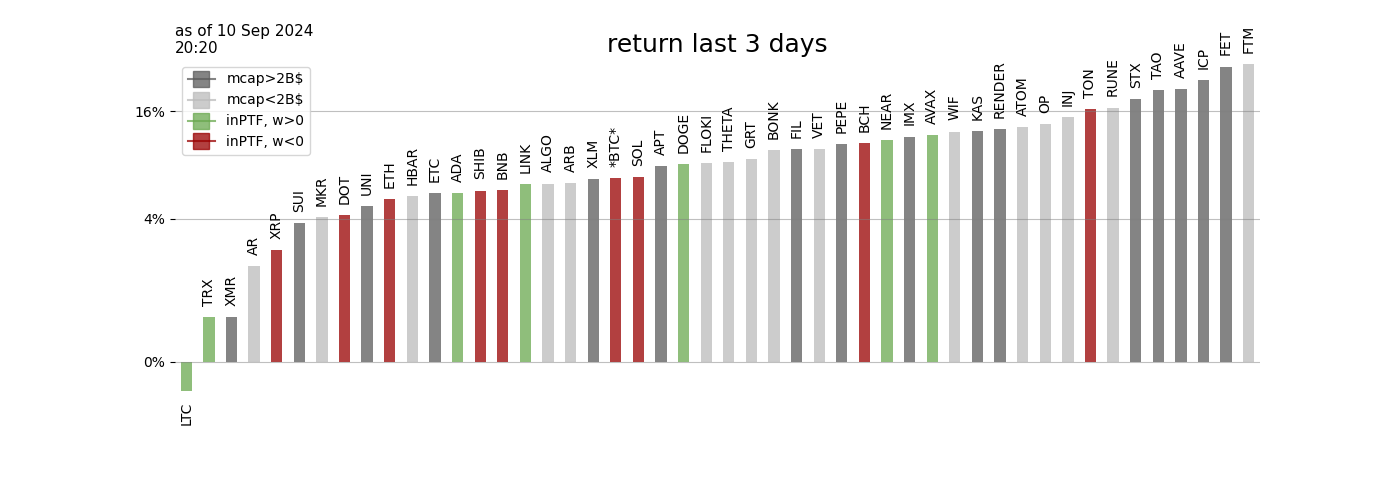 as of 10 Sep 2024
20:20
return last 3 days
mcap>2B$
mcap<2B$
inPTF, w>0
inPTF, w<0
16%
4%
0%
LTC
TRX
XMR
AR
XRP
SUI
MKR
DOT
UNI
ETH
HBAR
ETC
ADA
SHIB
BNB
LINK
ALGO
ARB
XLM
*BTC*
SOL
APT
DOGE
FLOKI
THETA
GRT
BONK
FIL
VET
PEPE
BCH
NEAR
IMX
AVAX
WIF
KAS
RENDER
ATOM
OP
INJ
TON
RUNE
STX
TAO
AAVE
ICP
FET
FTM